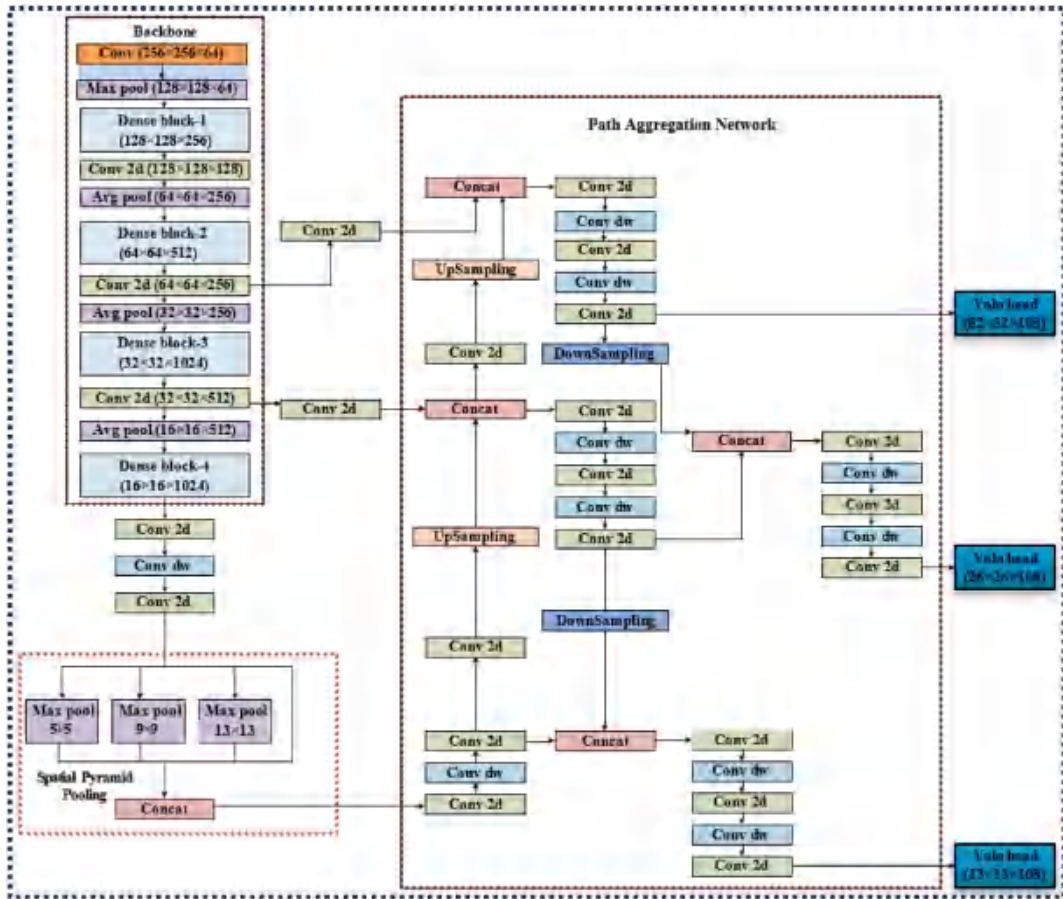 Backbone
Conv (256×256×64)
Max pool (128×128×64)
Dense block-1
(128×128×256)
Conv 2d (128×128×128)
Avg pool (64×64×256)
Dense block-2
(64×64×512)
Conv 2d (64×64×256)
Avg pool (32×32×256)
Dense block-3
(32×32×1024)
Conv 2d (32×32×512)
Avg pool (16×16×512)
Dense block-4
(16×16×1024)
Conv 2d
Conv dw
Conv 2d
Max pool
5×5
Max pool
9×9
Max pool
13×13
Spatial Pyramid
Pooling
Concat
Conv 2d
Conv 2d
Path Aggregation Network
Concat
UpSampling
Conv 2d
Concat
UpSampling
Conv 2d
Conv 2d
Conv dw
Conv 2d
Conv 2d
Conv dw
Conv 2d
Conv dw
Conv 2d
DownSampling
Conv 2d
Conv dw
Conv 2d
Conv dw
Conv 2d
DownSampling
Concat
Concat
Conv 2d
Conv dw
Conv 2d
Conv dw
Conv 2d
Conv 2d
Conv dw
Conv 2d
Conv dw
Conv 2d
Yolo head
Yolo head
Yolo head